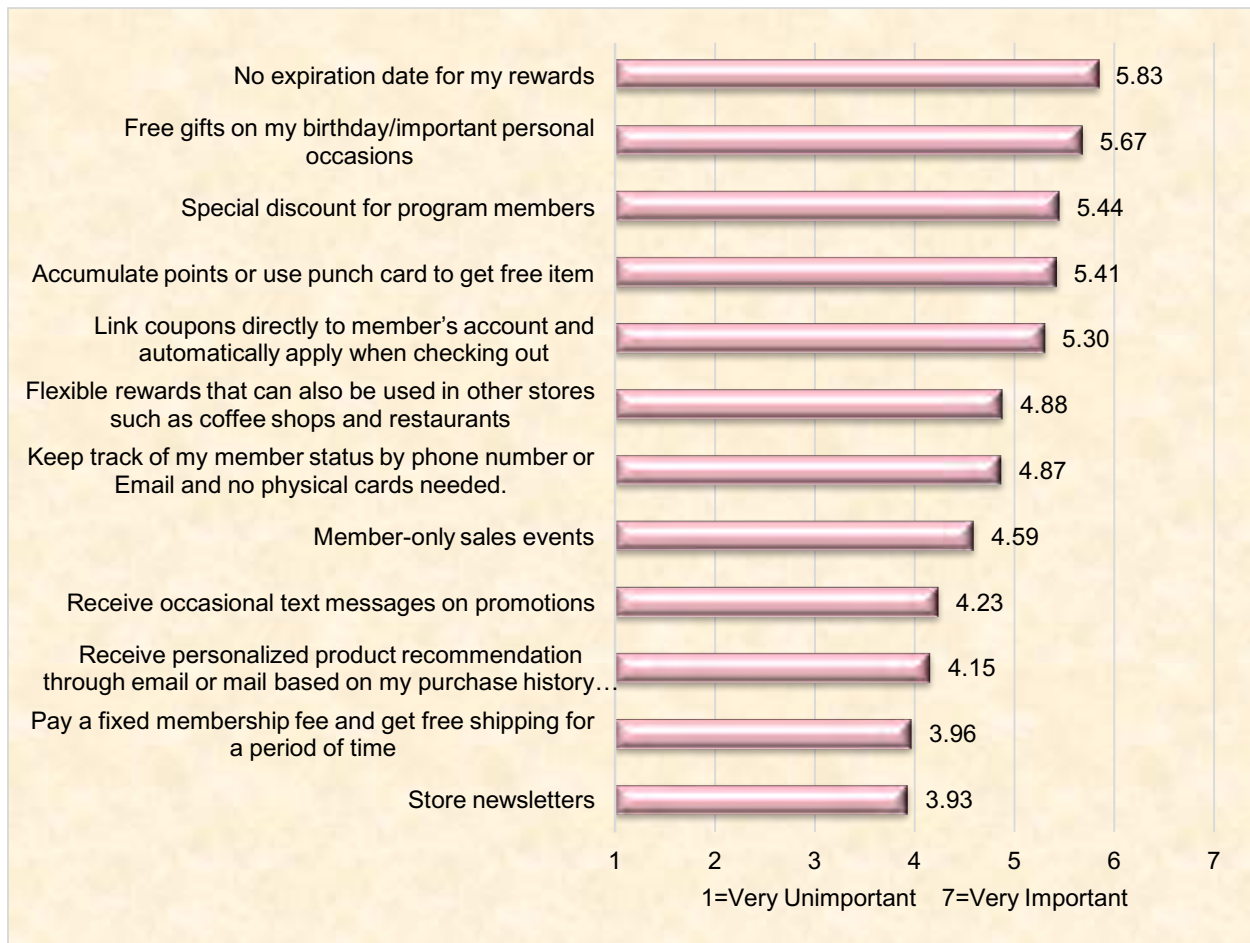 No expiration date for my rewards
5.83
Free gifts on my birthday/important personal
occasions
5.67
Special discount for program members
5.44
Accumulate points or use punch card to get free item
5.41
Link coupons directly to member’s account and
automatically apply when checking out
5.30
Flexible rewards that can also be used in other stores
such as coffee shops and restaurants
4.88
Keep track of my member status by phone number or
Email and no physical cards needed.
4.87
Member-only sales events
4.59
Receive occasional text messages on promotions
4.23
Receive personalized product recommendation
through email or mail based on my purchase history…
4.15
Pay a fixed membership fee and get free shipping for
a period of time
3.96
Store newsletters
3.93
1 2 3 4 5 6 7
1=Very Unimportant 7=Very Important